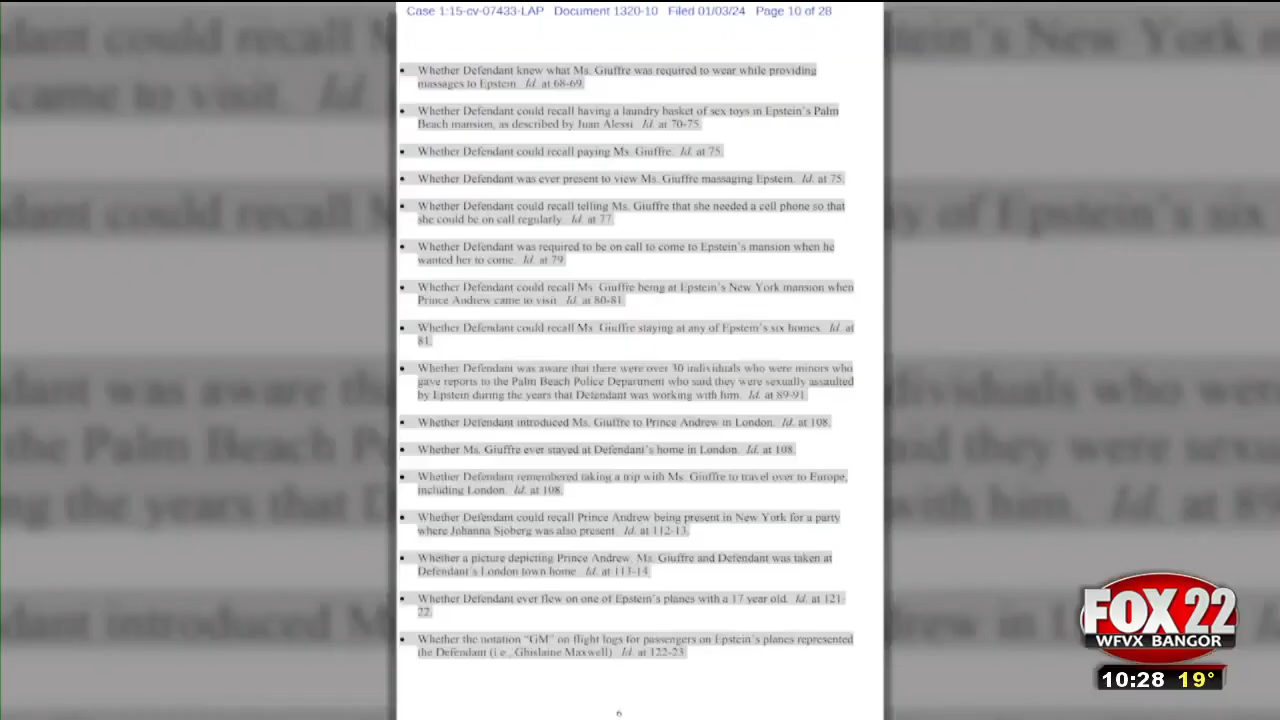 Case 1:15-cv-07433-LAP Document 1320-10 Filed 01/03/24 Page 10 of 28
• Whether Defendant knew what Ms. Giuffre was required to wear while providing
massages to Epstein. Id. at 68-69.
• Whether Defendant could recall having a laundry basket of sex toys in Epstein's Palm
Beach mansion, as described by Juan Alessi. Id. at 70-75.
• Whether Defendant could recall paying Ms. Giuffre. Id. at 75.
• Whether Defendant was ever present to view Ms. Giuffre massaging Epstein. Id. at 75.
• Whether Defendant could recall telling Ms. Giuffre that she needed a cell phone so that
she could be on call regularly. Id. at 77.
• Whether Defendant was required to be on call to come to Epstein's mansion when he
wanted her to come. Id. at 79.
• Whether Defendant could recall Ms. Giuffre being at Epstein's New York mansion when
Prince Andrew came to visit. Id. at 80-81.
• Whether Defendant could recall Ms. Giuffre staying at any of Epstein's six homes. Id. at
81.
• Whether Defendant was aware that there were over 30 individuals who were minors who
gave reports to the Palm Beach Police Department who said they were sexually assaulted
by Epstein during the years that Defendant was working with him. Id. at 89-91.
• Whether Defendant introduced Ms. Giuffre to Prince Andrew in London. Id. at 108.
• Whether Ms. Giuffre ever stayed at Defendant's home in London. Id. at 108.
• Whether Defendant remembered taking a trip with Ms. Giuffre to travel over to Europe,
including London. Id. at 108.
• Whether Defendant could recall Prince Andrew being present in New York for a party
where Johanna Sjoberg was also present. Id. at 112-13.
• Whether a picture depicting Prince Andrew, Ms. Giuffre and Defendant was taken at
Defendant's London town home. Id. at 113-14.
• Whether Defendant ever flew on one of Epstein's planes with a 17 year old. Id. at 121-
22.
• Whether the notation "GM" on flight logs for passengers on Epstein's planes represented
the Defendant (i.e., Ghislaine Maxwell). Id. at 122-23.
6
FOX 22
WFVX BANGOR
10:28 19°